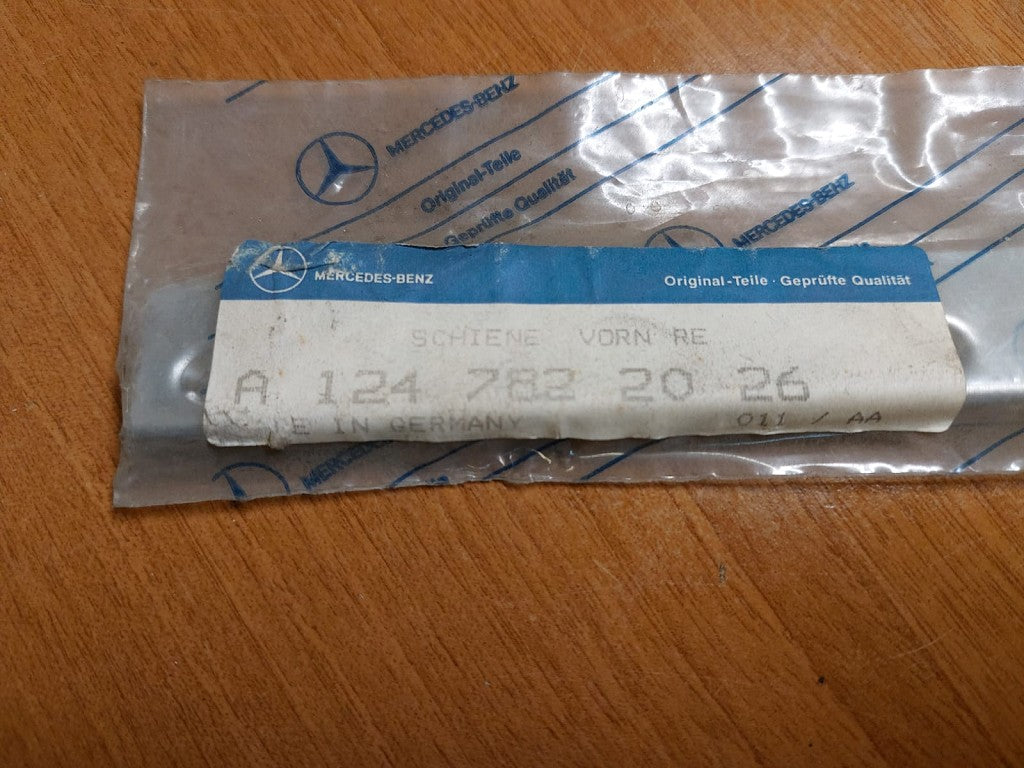 MERCEDES-BENZ
Original-Teile
Geprüfte Qualität
MERCEDES-BENZ
MERCEDES-BENZ
Original-Teile · Geprüfte Qualität
SCHIENE VORN RE
A 124 782 20 26
IN GERMANY
011 / AA